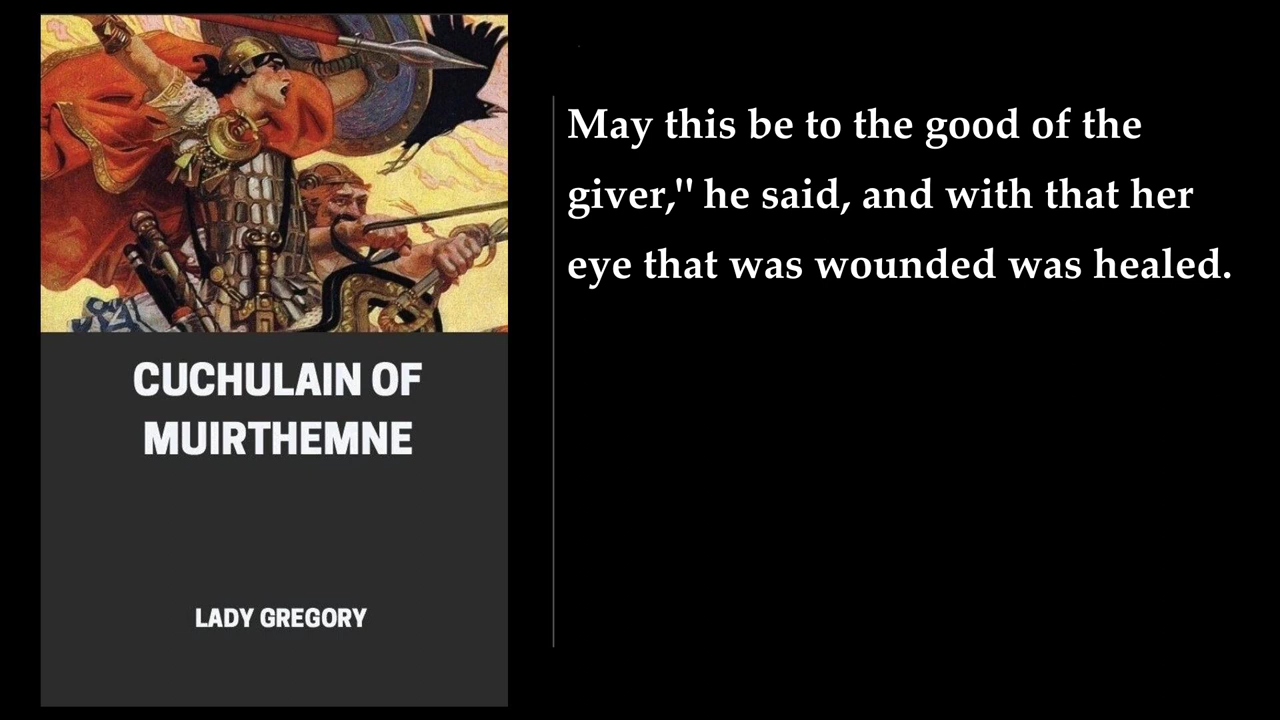 CUCHULAIN OF
MUIRTHEMNE
LADY GREGORY
May this be to the good of the
giver," he said, and with that her
eye that was wounded was healed.